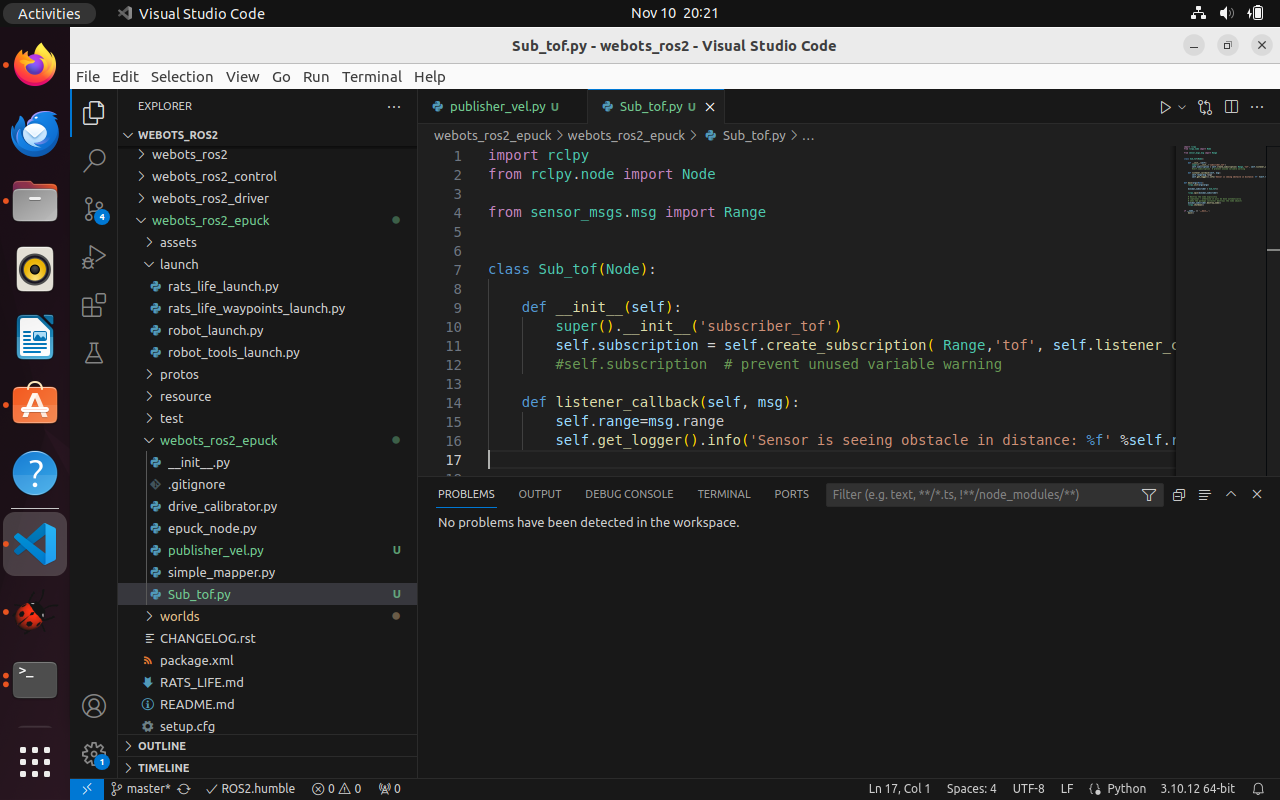 Activities
Visual Studio Code
Nov 10 20:21
Sub_tof.py - webots_ros2 - Visual Studio Code
File Edit Selection View Go Run Terminal Help
EXPLORER
WEBOTS_ROS2
webots_ros2
webots_ros2_control
webots_ros2_driver
webots_ros2_epuck
assets
launch
rats_life_launch.py
rats_life_waypoints_launch.py
robot_launch.py
robot_tools_launch.py
protos
resource
test
webots_ros2_epuck
__init__.py
.gitignore
drive_calibrator.py
epuck_node.py
publisher_vel.py U
simple_mapper.py
Sub_tof.py U
worlds
CHANGELOG.rst
package.xml
RATS_LIFE.md
README.md
setup.cfg
OUTLINE
TIMELINE
4
1
publisher_vel.py U
Sub_tof.py U
webots_ros2_epuck > webots_ros2_epuck > Sub_tof.py > ...
1 import rclpy
2 from rclpy.node import Node
3
4 from sensor_msgs.msg import Range
5
6
7 class Sub_tof(Node):
8
9 def __init__(self):
10 super().__init__('subscriber_tof')
11 self.subscription = self.create_subscription( Range,'tof', self.listener_c
12 #self.subscription # prevent unused variable warning
13
14 def listener_callback(self, msg):
15 self.range=msg.range
16 self.get_logger().info('Sensor is seeing obstacle in distance: %f' %self.r
17
PROBLEMS OUTPUT DEBUG CONSOLE TERMINAL PORTS
Filter (e.g. text, **/*.ts, !**/node_modules/**)
No problems have been detected in the workspace.
master* ROS2.humble 0 0 0
Ln 17, Col 1 Spaces: 4 UTF-8 LF Python 3.10.12 64-bit